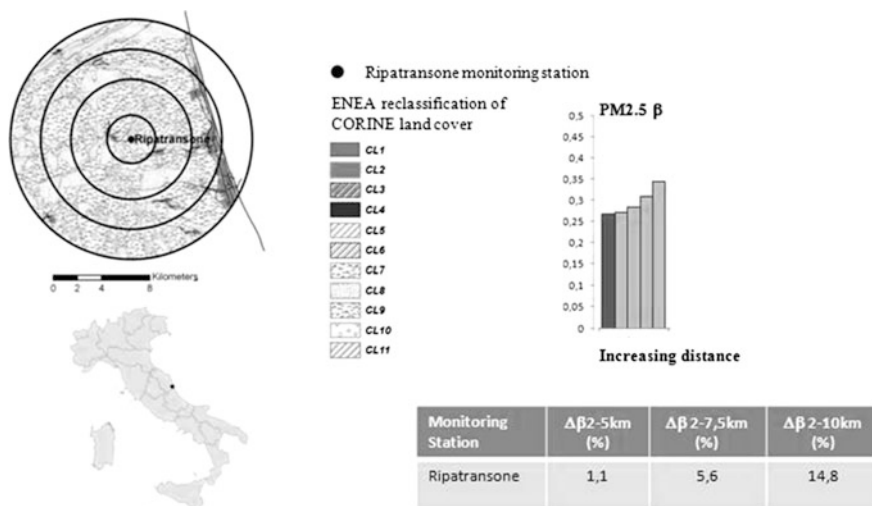 Ripatransone
Kilometers
0 2 4 8
Ripatransone monitoring station
ENEA reclassification of
CORINE land cover
CL1
CL2
CL3
CL4
CL5
CL6
CL7
CL8
CL9
CL10
CL11
PM2.5 β
0,5
0,45
0,4
0,35
0,3
0,25
0,2
0,15
0,1
0,05
0
Increasing distance
Monitoring Station Δβ2-5km (%) Δβ 2-7,5km (%) Δβ 2-10km (%)
Ripatransone 1,1 5,6 14,8